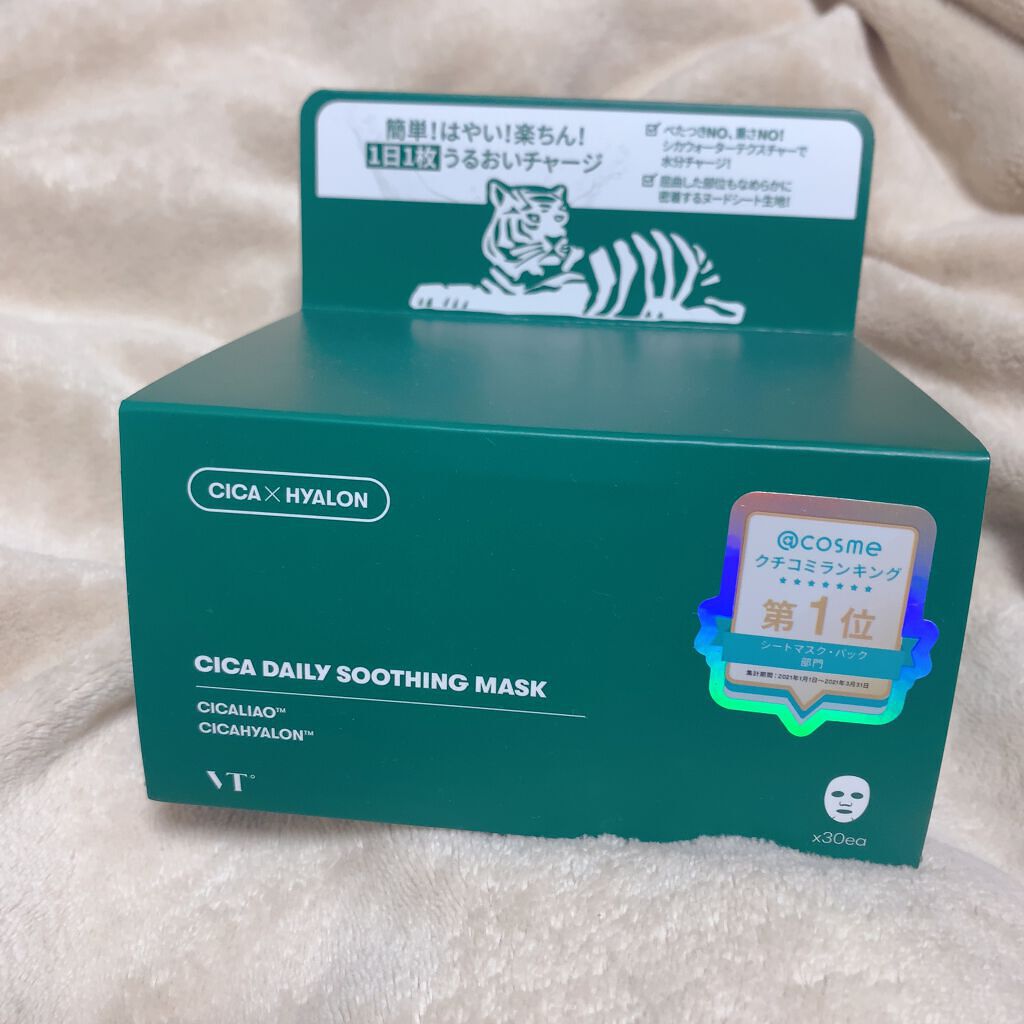 簡単!はやい!楽ちん!
1日1枚うるおいチャージ
べたつきNO、重さNO!
シカウォーターテクスチャーで
水分チャージ!
屈曲した部位もなめらかに
密着するヌードシート生地!
CICA×HYALON
@cosme
クチコミランキング
第1位
シートマスク・パック
部門
集計期間:2021年1月1日〜2021年3月31日
CICA DAILY SOOTHING MASK
CICALIAO™
CICAHYALON™
VT°
x30ea